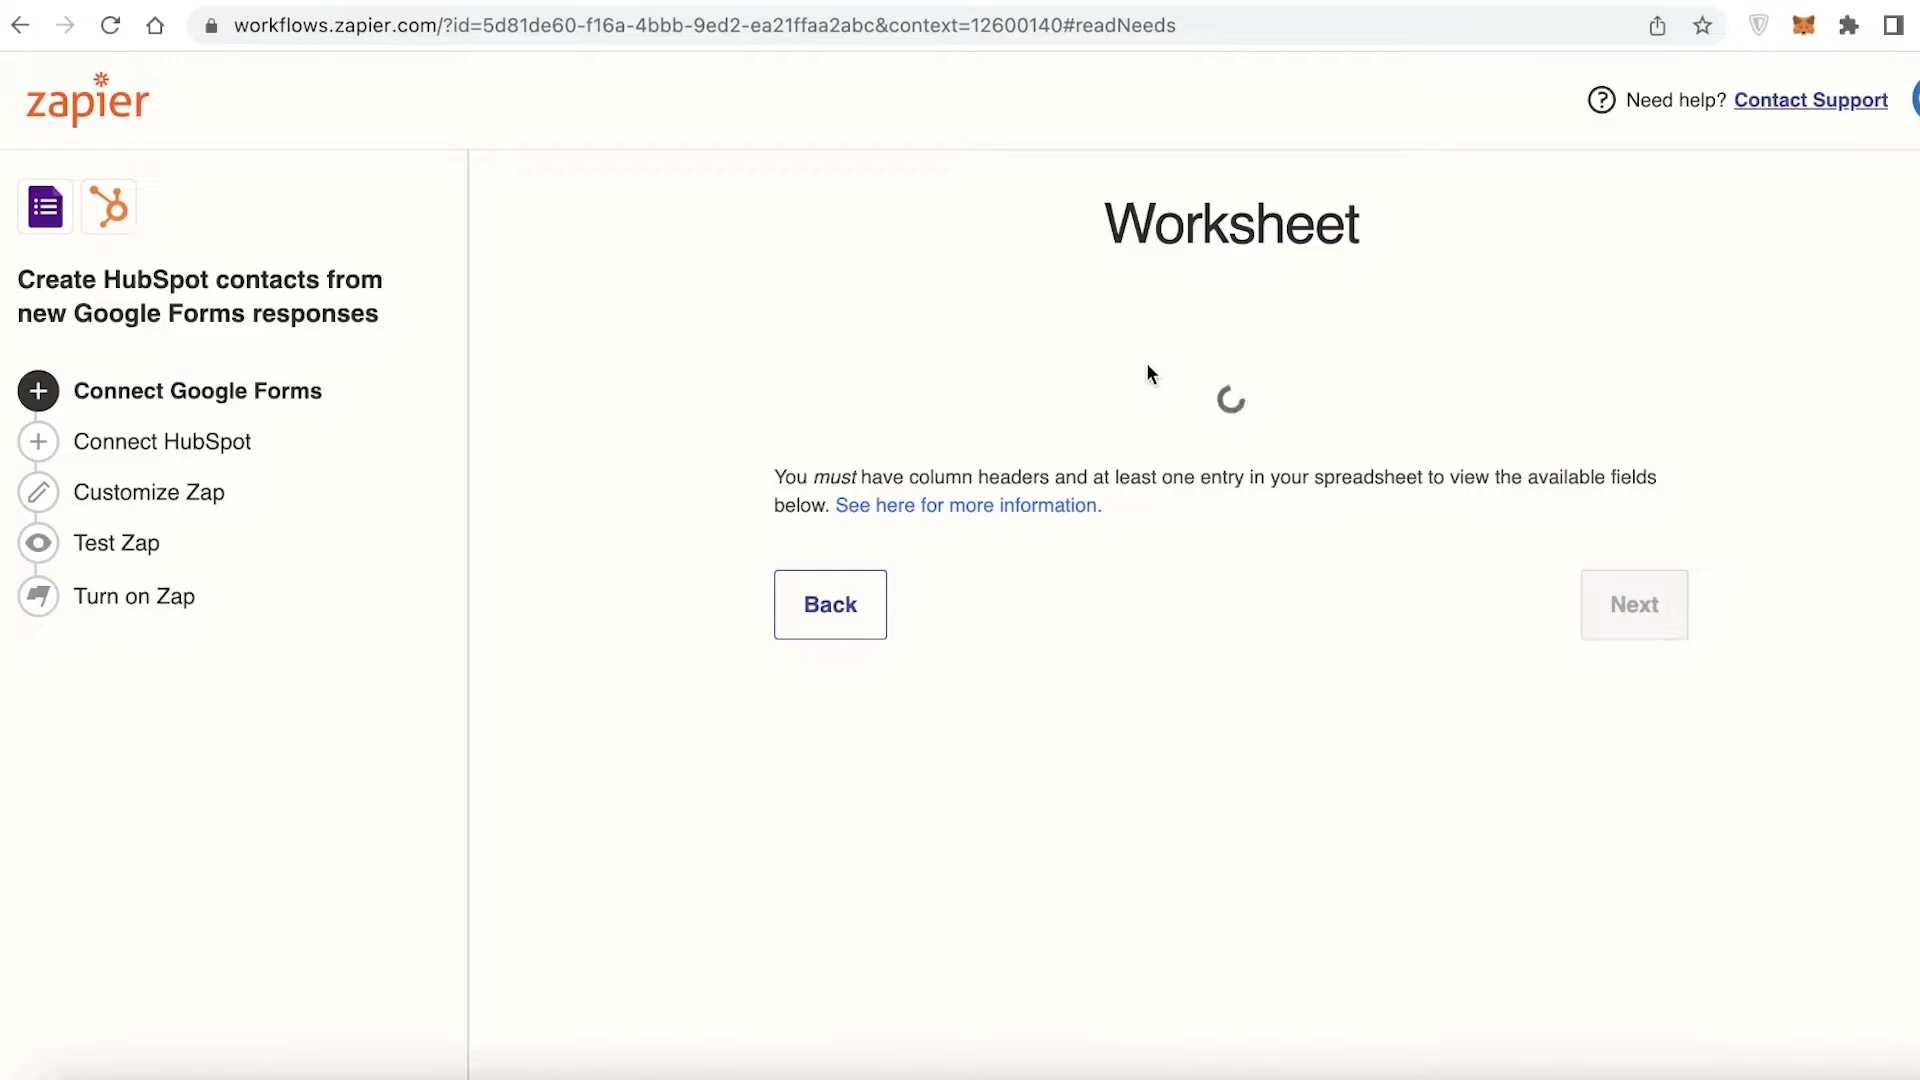 workflows.zapier.com/?id=5d81de60-f16a-4bbb-9ed2-ea21ffaa2abc&context=12600140#readNeeds
zapier
Need help? Contact Support
Create HubSpot contacts from
new Google Forms responses
Connect Google Forms
Connect HubSpot
Customize Zap
Test Zap
Turn on Zap
Worksheet
You must have column headers and at least one entry in your spreadsheet to view the available fields
below. See here for more information.
Back
Next